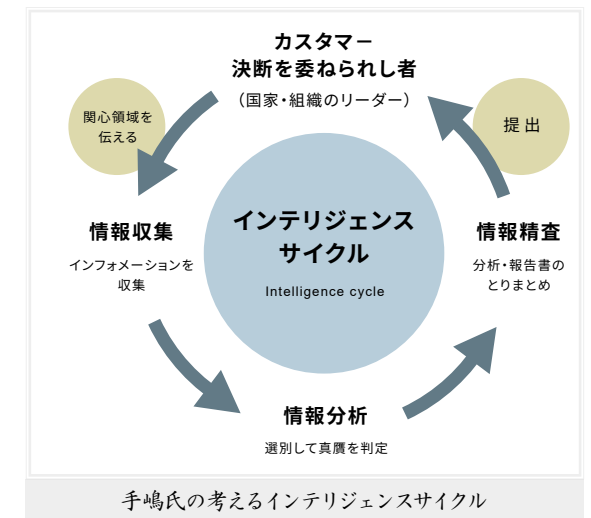 カスタマー
決断を委ねられし者
（国家・組織のリーダー）
関心領域を
伝える
提出
情報収集
インフォメーションを
収集
インテリジェンス
サイクル
Intelligence cycle
情報精査
分析・報告書の
とりまとめ
情報分析
選別して真贋を判定
手嶋氏の考えるインテリジェンスサイクル